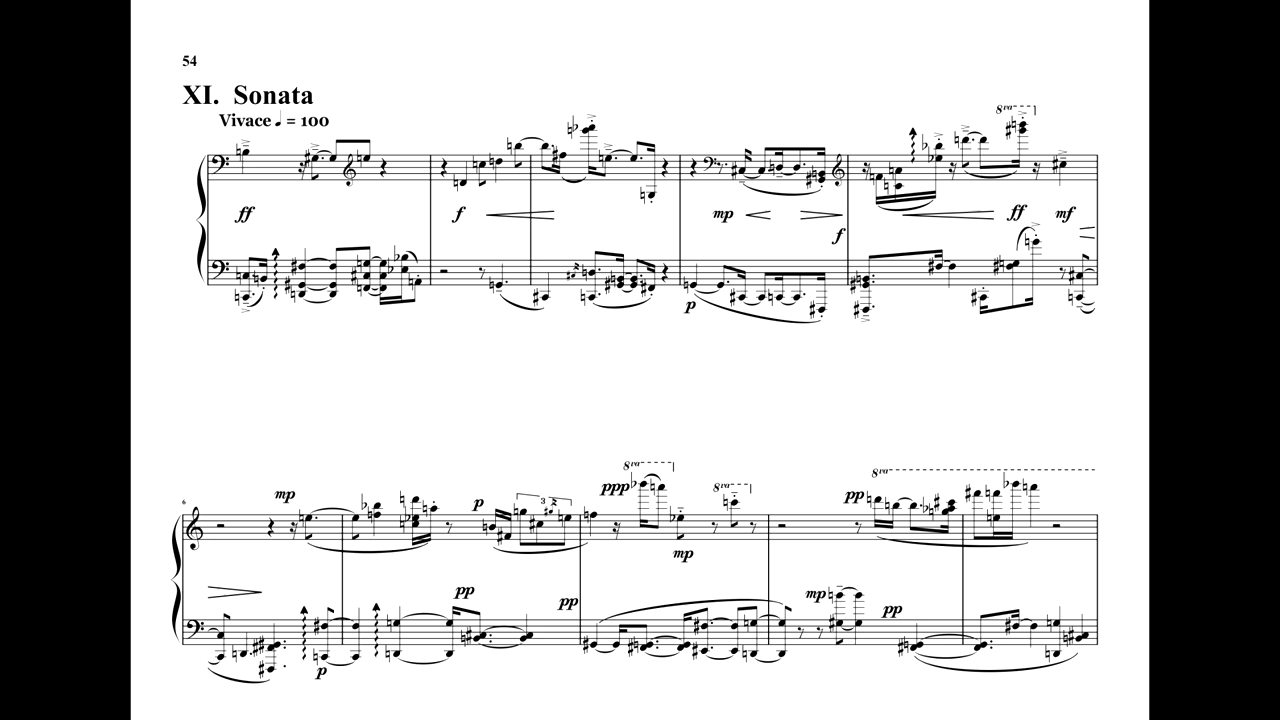 54
XI. Sonata
Vivace ♩ = 100
8va
ff f mp f ff mf
p
6
mp p ppp 8va 8va pp 8va
3
mp
pp pp mp pp
p